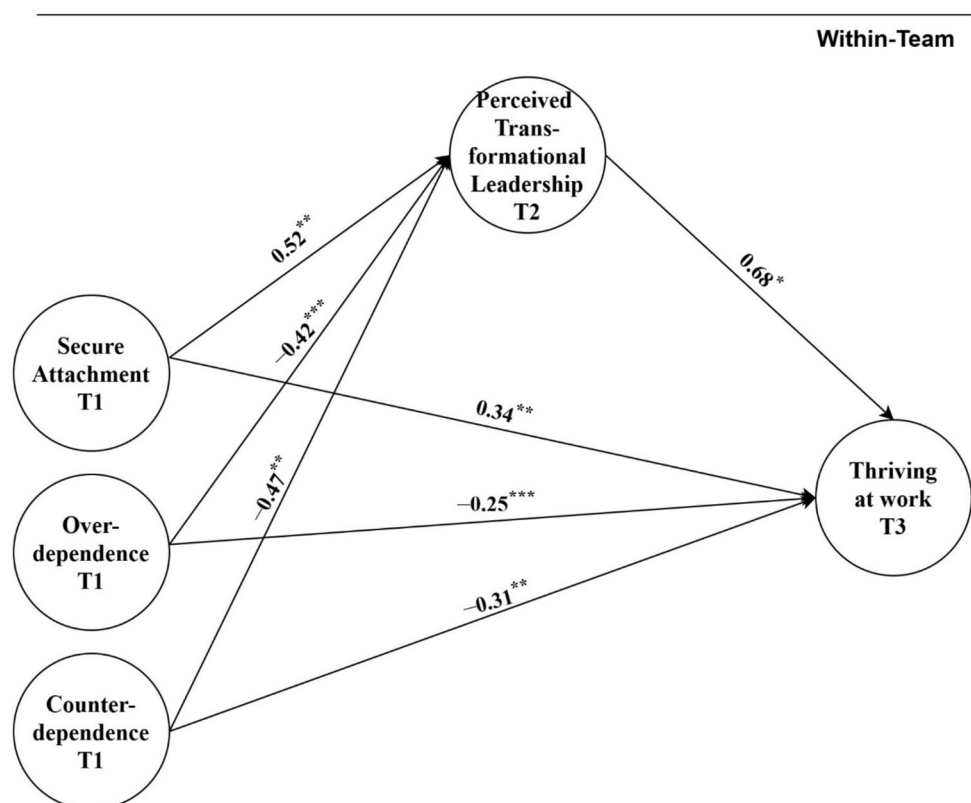 Within-Team
Perceived
Trans-
formational
Leadership
T2
0.52**
0.68*
–0.42***
Secure
Attachment
T1
0.34**
–0.47**
–0.25***
Thriving
at work
T3
Over-
dependence
T1
–0.31**
Counter-
dependence
T1